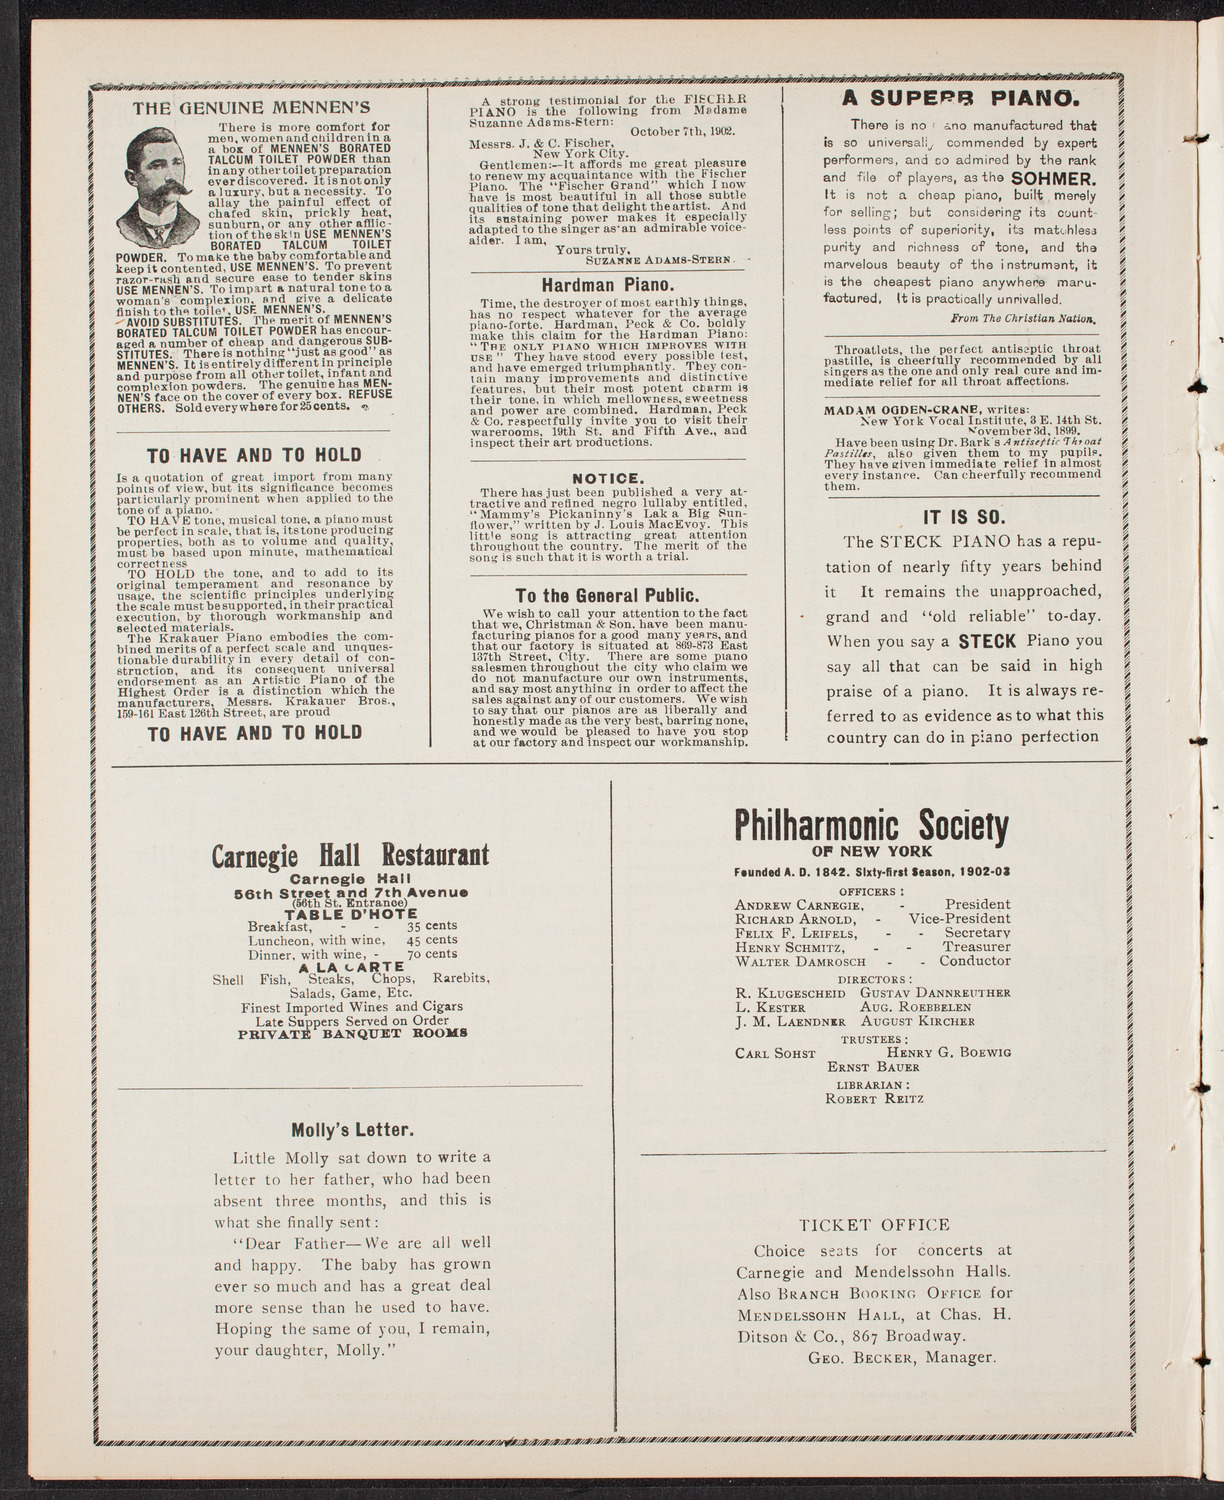 THE GENUINE MENNEN'S
There is more comfort for
men, women and children in a
a box of MENNEN'S BORATED
TALCUM TOILET POWDER than
in any other toilet preparation
ever discovered. It is not only
a luxury, but a necessity. To
allay the painful effect of
chafed skin, prickly heat,
sunburn, or any other afflic-
tion of the skin USE MENNEN'S
BORATED TALCUM TOILET
POWDER. To make the baby comfortable and
keep it contented, USE MENNEN'S. To prevent
razor-rash and secure ease to tender skins
USE MENNEN'S. To impart a natural tone to a
woman's complexion, and give a delicate
finish to the toilet, USE MENNEN'S.
AVOID SUBSTITUTES. The merit of MENNEN'S
BORATED TALCUM TOILET POWDER has encour-
aged a number of cheap and dangerous SUB-
STITUTES. There is nothing "just as good" as
MENNEN'S. It is entirely different in principle
and purpose from all other toilet, infant and
complexion powders. The genuine has MEN-
NEN'S face on the cover of every box. REFUSE
OTHERS. Sold everywhere for 25 cents.
TO HAVE AND TO HOLD
Is a quotation of great import from many
points of view, but its significance becomes
particularly prominent when applied to the
tone of a piano.
TO HAVE tone, musical tone, a piano must
be perfect in scale, that is, its tone producing
properties, both as to volume and quality,
must be based upon minute, mathematical
correctness
TO HOLD the tone, and to add to its
original temperament and resonance by
usage, the scientific principles underlying
the scale must be supported, in their practical
execution, by thorough workmanship and
selected materials.
The Krakauer Piano embodies the com-
bined merits of a perfect scale and unques-
tionable durability in every detail of con-
struction, and its consequent universal
endorsement as an Artistic Piano of the
Highest Order is a distinction which the
manufacturers, Messrs. Krakauer Bros.,
159-161 East 126th Street, are proud
TO HAVE AND TO HOLD
A strong testimonial for the FISCHER
PIANO is the following from Madame
Suzanne Adams-Stern:
October 7th, 1902.
Messrs. J. & C. Fischer,
New York City.
Gentlemen:—It affords me great pleasure
to renew my acquaintance with the Fischer
Piano. The "Fischer Grand" which I now
have is most beautiful in all those subtle
qualities of tone that delight the artist. And
its sustaining power makes it especially
adapted to the singer as an admirable voice-
aider. I am,
Yours truly,
SUZANNE ADAMS-STERN.
Hardman Piano.
Time, the destroyer of most earthly things,
has no respect whatever for the average
piano-forte. Hardman, Peck & Co. boldly
make this claim for the Hardman Piano:
"THE ONLY PIANO WHICH IMPROVES WITH
USE" They have stood every possible test,
and have emerged triumphantly. They con-
tain many improvements and distinctive
features, but their most potent charm is
their tone, in which mellowness, sweetness
and power are combined. Hardman, Peck
& Co. respectfully invite you to visit their
warerooms, 19th St. and Fifth Ave., and
inspect their art productions.
NOTICE.
There has just been published a very at-
tractive and refined negro lullaby entitled,
"Mammy's Pickaninny's Lak a Big Sun-
flower," written by J. Louis MacEvoy. This
little song is attracting great attention
throughout the country. The merit of the
song is such that it is worth a trial.
To the General Public.
We wish to call your attention to the fact
that we, Christman & Son, have been manu-
facturing pianos for a good many years, and
that our factory is situated at 869-873 East
137th Street, City. There are some piano
salesmen throughout the city who claim we
do not manufacture our own instruments,
and say most anything in order to affect the
sales against any of our customers. We wish
to say that our pianos are as liberally and
honestly made as the very best, barring none,
and we would be pleased to have you stop
at our factory and inspect our workmanship.
A SUPERB PIANO.
There is no piano manufactured that
is so universally commended by expert
performers, and so admired by the rank
and file of players, as the SOHMER.
It is not a cheap piano, built merely
for selling; but considering its count-
less points of superiority, its matchless
purity and richness of tone, and the
marvelous beauty of the instrument, it
is the cheapest piano anywhere manu-
factured. It is practically unrivalled.
From The Christian Nation.
Throatlets, the perfect antiseptic throat
pastille, is cheerfully recommended by all
singers as the one and only real cure and im-
mediate relief for all throat affections.
MADAM OGDEN-CRANE, writes:
New York Vocal Institute, 3 E. 14th St.
November 3d, 1899.
Have been using Dr. Bark's Antiseptic Throat
Pastilles, also given them to my pupils.
They have given immediate relief in almost
every instance. Can cheerfully recommend
them.
IT IS SO.
The STECK PIANO has a repu-
tation of nearly fifty years behind
it It remains the unapproached,
grand and "old reliable" to-day.
When you say a STECK Piano you
say all that can be said in high
praise of a piano. It is always re-
ferred to as evidence as to what this
country can do in piano perfection
Carnegie Hall Restaurant
Carnegie Hall
56th Street and 7th Avenue
(56th St. Entrance)
TABLE D'HOTE
Breakfast, - - 35 cents
Luncheon, with wine, 45 cents
Dinner, with wine, - 70 cents
A LA CARTE
Shell Fish, Steaks, Chops, Rarebits,
Salads, Game, Etc.
Finest Imported Wines and Cigars
Late Suppers Served on Order
PRIVATE BANQUET ROOMS
Molly's Letter.
Little Molly sat down to write a
letter to her father, who had been
absent three months, and this is
what she finally sent:
"Dear Father—We are all well
and happy. The baby has grown
ever so much and has a great deal
more sense than he used to have.
Hoping the same of you, I remain,
your daughter, Molly."
Philharmonic Society
OF NEW YORK
Founded A. D. 1842. Sixty-first Season, 1902-03
OFFICERS:
ANDREW CARNEGIE, - President
RICHARD ARNOLD, - Vice-President
FELIX F. LEIFELS, - - Secretary
HENRY SCHMITZ, - - Treasurer
WALTER DAMROSCH - - Conductor
DIRECTORS:
R. KLUGESCHEID GUSTAV DANNREUTHER
L. KESTER AUG. ROEBBELEN
J. M. LAENDNER AUGUST KIRCHER
TRUSTEES:
CARL SOHST HENRY G. BOEWIG
ERNST BAUER
LIBRARIAN:
ROBERT REITZ
TICKET OFFICE
Choice seats for concerts at
Carnegie and Mendelssohn Halls.
Also BRANCH BOOKING OFFICE for
MENDELSSOHN HALL, at Chas. H.
Ditson & Co., 867 Broadway.
GEO. BECKER, Manager.